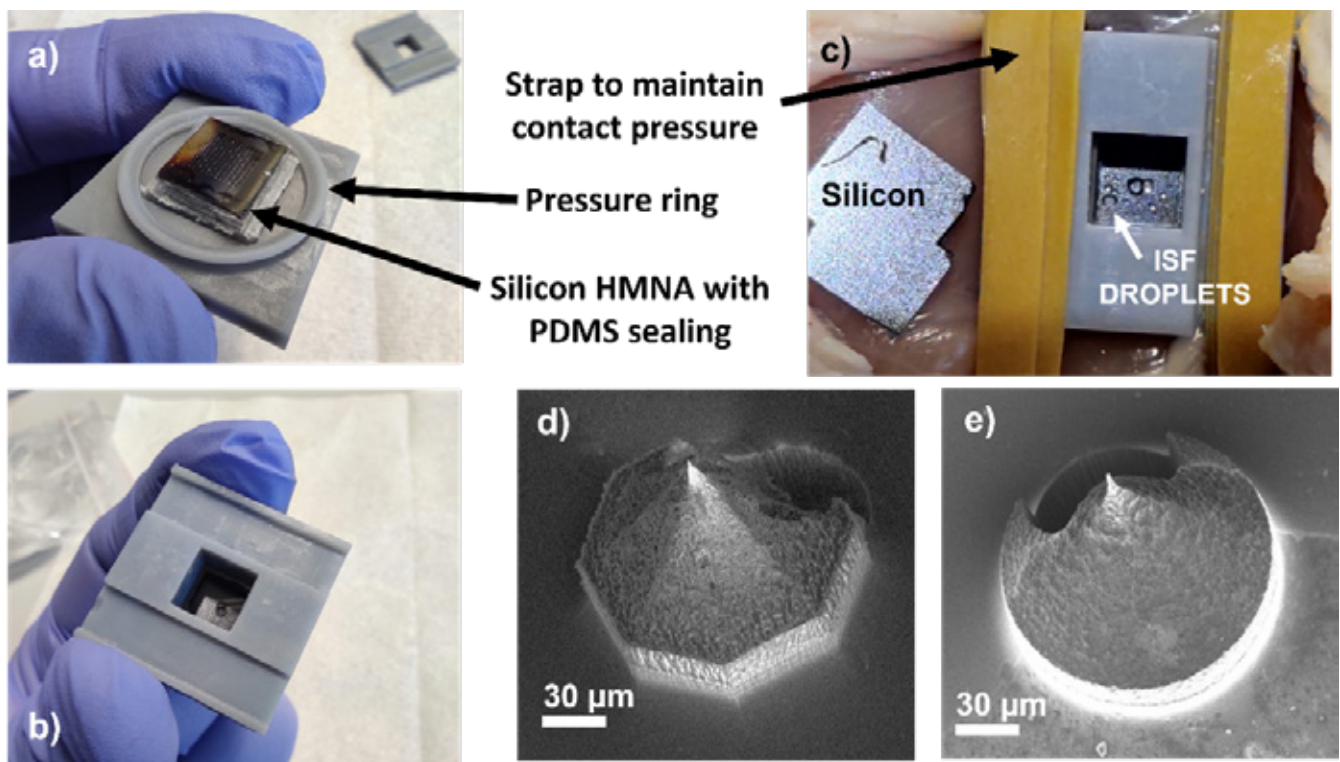 a)
Strap to maintain
contact pressure
Pressure ring
Silicon HMNA with
PDMS sealing
b)
c)
Silicon
ISF
DROPLETS
d)
30 µm
e)
30 µm